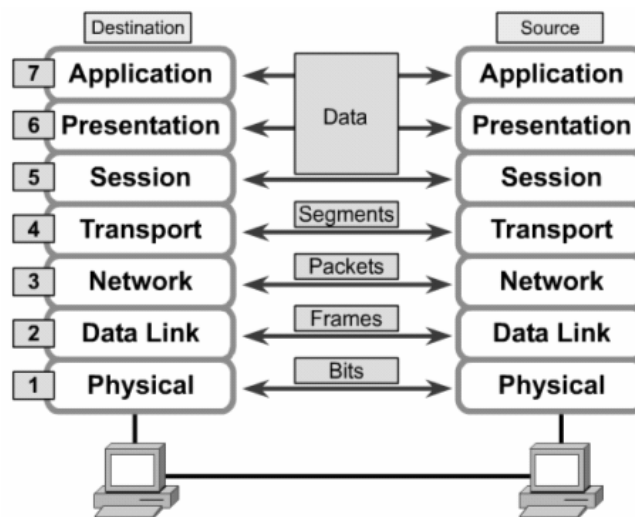 Destination Source
7 Application Application
6 Presentation Data Presentation
5 Session Session
4 Transport Segments Transport
3 Network Packets Network
2 Data Link Frames Data Link
1 Physical Bits Physical